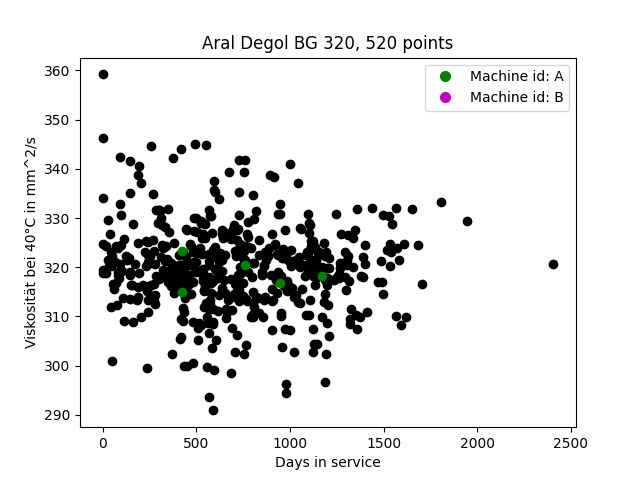 Aral Degol BG 320, 520 points
Machine id: A
Machine id: B
Viskosität bei 40°C in mm^2/s
360
350
340
330
320
310
300
290
0 500 1000 1500 2000 2500
Days in service